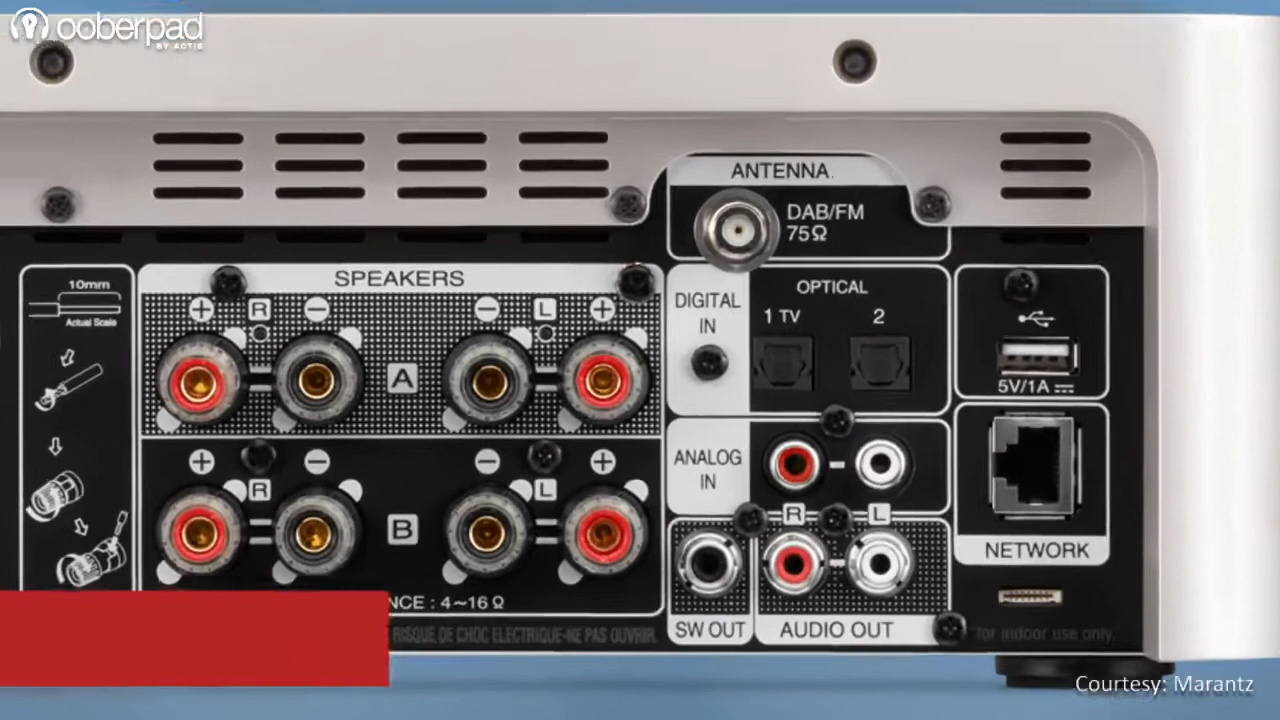 ooberpad
BY ACTIS
ANTENNA
DAB/FM
75Ω
10mm
Actual Scale
SPEAKERS
+ R −
− L +
A
DIGITAL
IN
OPTICAL
1 TV
2
5V/1A
+ R −
− L +
B
ANALOG
IN
R
L
NETWORK
NCE : 4~16 Ω
RISQUE DE CHOC ELECTRIQUE-NE PAS OUVRIR.
SW OUT
AUDIO OUT
*for indoor use only.
Courtesy: Marantz